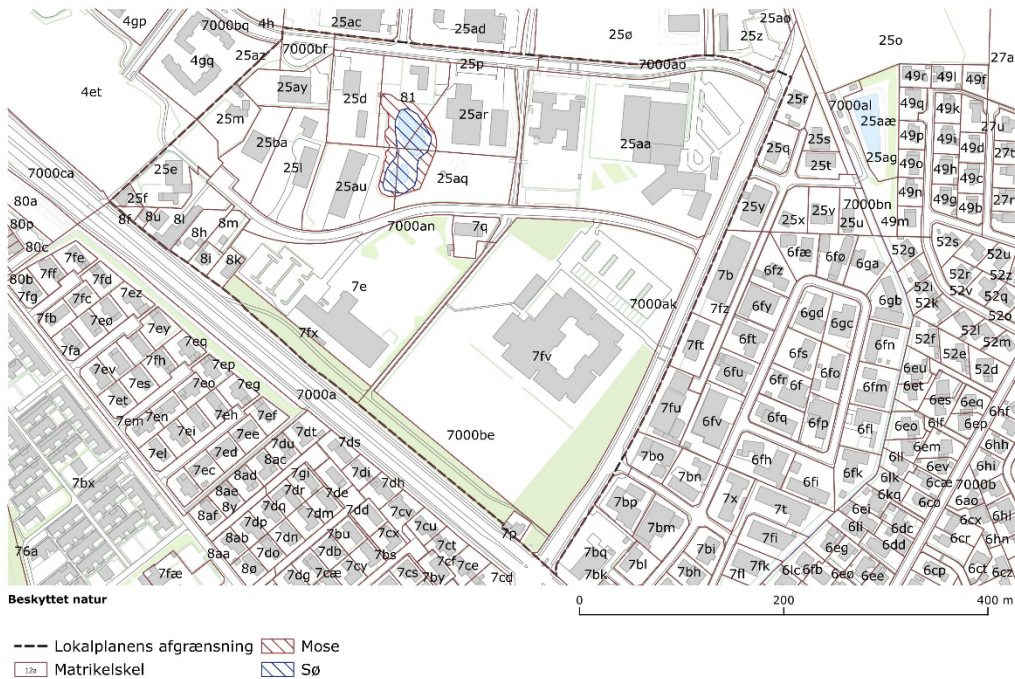 4gp 7000bq 4h 25ac 25ad 25ø 25z 25aø 25o 27a
4gq 25az 7000bf 25p 7000ao
4et 25ay 25d 81 25r 7000al 49r 49l 49f
25m 25ar 25aa 25aæ 49q 49k 27u
25ba 25q 25s 49p 49i 49d 27t
7000ca 25e 25l 25au 25aq 25t 25ag 49o 49h 49c
80a 25f 25y 7000bn 49n 49g 49b 27r
80p 8f 8u 8l 8m 7000an 7q 25x 25v 25u 49m
80c 8h 8i 8k 7b 6fæ 6fø 6ga 52g 52s 52u
7fe 7ff 7fd 7e 7000ak 6fz 52r 52z
80b 7fg 7fc 7ez 7fz 6fy 6gb 52i 52k 52v 52q
7fb 7eø 7ey 7fx 6gd 6gc 52o
7fa 7fh 7eq 7fv 7ft 6ft 6fs 6fn 52f 52l 52m
7ev 7es 7eo 7ep 7eg 6fu 6fr 6f 6fo 6fm 6eu 6et 52e 52d
7et 7em 7en 7eh 7ef 7000a 7fu 6fv 6fq 6fp 6fl 6es 6eq 6hf
7ei 7ee 7du 7dt 7ds 7000be 6eo 6lf 6ep 6hh
7el 7ed 8ac 7di 7bo 6fh 6ll 6em
7bx 7ec 8ad 7gl 7de 7dh 7bn 6fi 6fk 6lk 6ev 6cæ 6hi 7000b
8ae 8v 7dq 7dr 7dd 7cv 7bp 7x 7t 6kq 6cø 6ao 6hl
8af 7dp 7dm 7bu 7cu 7p 7bm 6ei 6li 6dc 6cx
76a 8ab 7dn 7cx 7ct 7bq 7bi 7fi 6dd 6cr 6hn
8aa 7do 7db 7bs 7cf 7bl 6eg
7fæ 8ø 7dg 7cæ 7cy 7cs 7by 7ce 7cd 7bk 7bh 7fl 7fk 6lc 6fb 6eø 6ee 6cp 6ct 6cz
Beskyttet natur
0 200 400 m
Lokalplanens afgrænsning Mose
12a Matrikelskel Sø